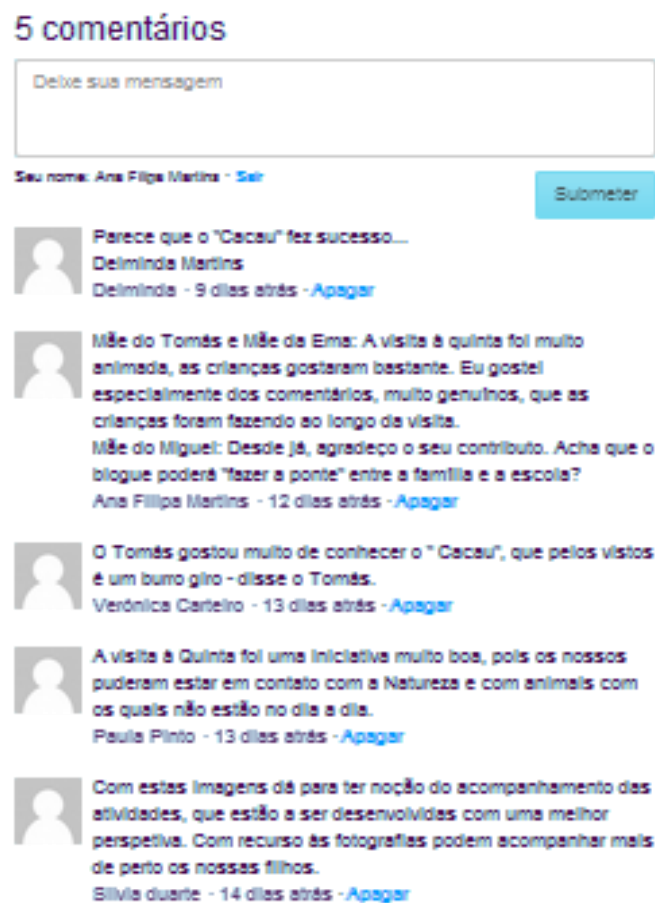 5 comentários
Deixe sua mensagem
Seu nome: Ana Filipa Martins - Sair
Submeter
Parece que o "Cacau" fez sucesso...
Delminda Martins
Delminda - 9 dias atrás - Apagar
Mãe do Tomás e Mãe da Ema: A visita à quinta foi muito
animada, as crianças gostaram bastante. Eu gostei
especialmente dos comentários, muito genuínos, que as
crianças foram fazendo ao longo da visita.
Mãe do Miguel: Desde já, agradeço o seu contributo. Acha que o
blogue poderá "fazer a ponte" entre a família e a escola?
Ana Filipa Martins - 12 dias atrás - Apagar
O Tomás gostou muito de conhecer o " Cacau", que pelos vistos
é um burro giro - disse o Tomás.
Verónica Carteiro - 13 dias atrás - Apagar
A visita à Quinta foi uma iniciativa muito boa, pois os nossos
puderam estar em contato com a Natureza e com animais com
os quais não estão no dia a dia.
Paula Pinto - 13 dias atrás - Apagar
Com estas imagens dá para ter noção do acompanhamento das
atividades, que estão a ser desenvolvidas com uma melhor
perspetiva. Com recurso às fotografias podem acompanhar mais
de perto os nossas filhos.
Silvia duarte - 14 dias atrás - Apagar